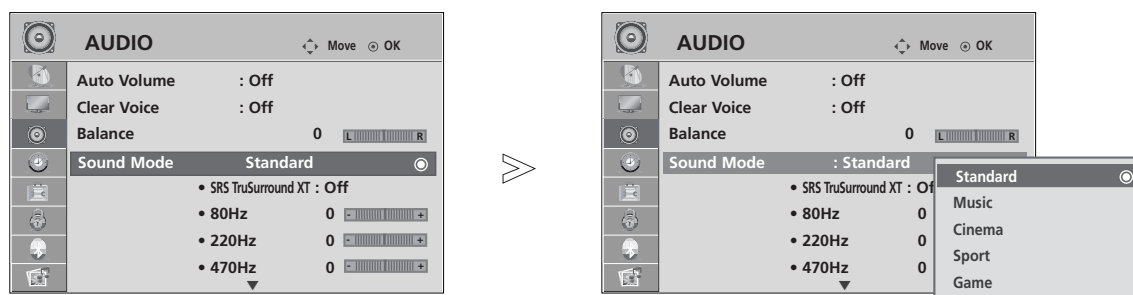 AUDIO Move OK
Auto Volume : Off
Clear Voice : Off
Balance 0 L R
Sound Mode Standard
• SRS TruSurround XT : Off
• 80Hz 0 - +
• 220Hz 0 - +
• 470Hz 0 - +
AUDIO Move OK
Auto Volume : Off
Clear Voice : Off
Balance 0 L R
Sound Mode : Standard
• SRS TruSurround XT : Of
• 80Hz 0
• 220Hz 0
• 470Hz 0
Standard
Music
Cinema
Sport
Game